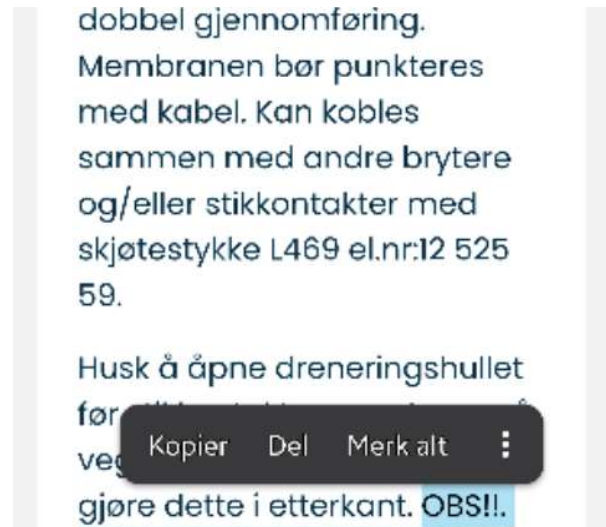 dobbel gjennomføring.
Membranen bør punkteres
med kabel. Kan kobles
sammen med andre brytere
og/eller stikkontakter med
skjøtestykke L469 el.nr:12 525
59.
Husk å åpne dreneringshullet
før
Kopier Del Merk alt
gjøre dette i etterkant. OBS!!.